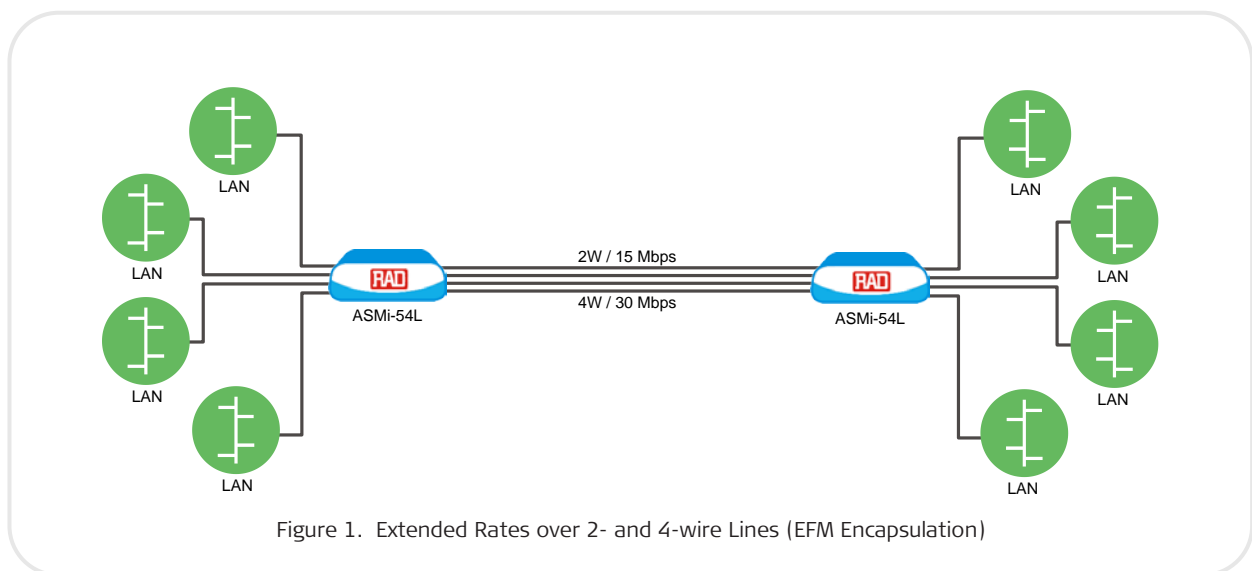 LAN
LAN
LAN
LAN
RAD
ASMi-54L
2W / 15 Mbps
4W / 30 Mbps
RAD
ASMi-54L
LAN
LAN
LAN
LAN
Figure 1. Extended Rates over 2- and 4-wire Lines (EFM Encapsulation)